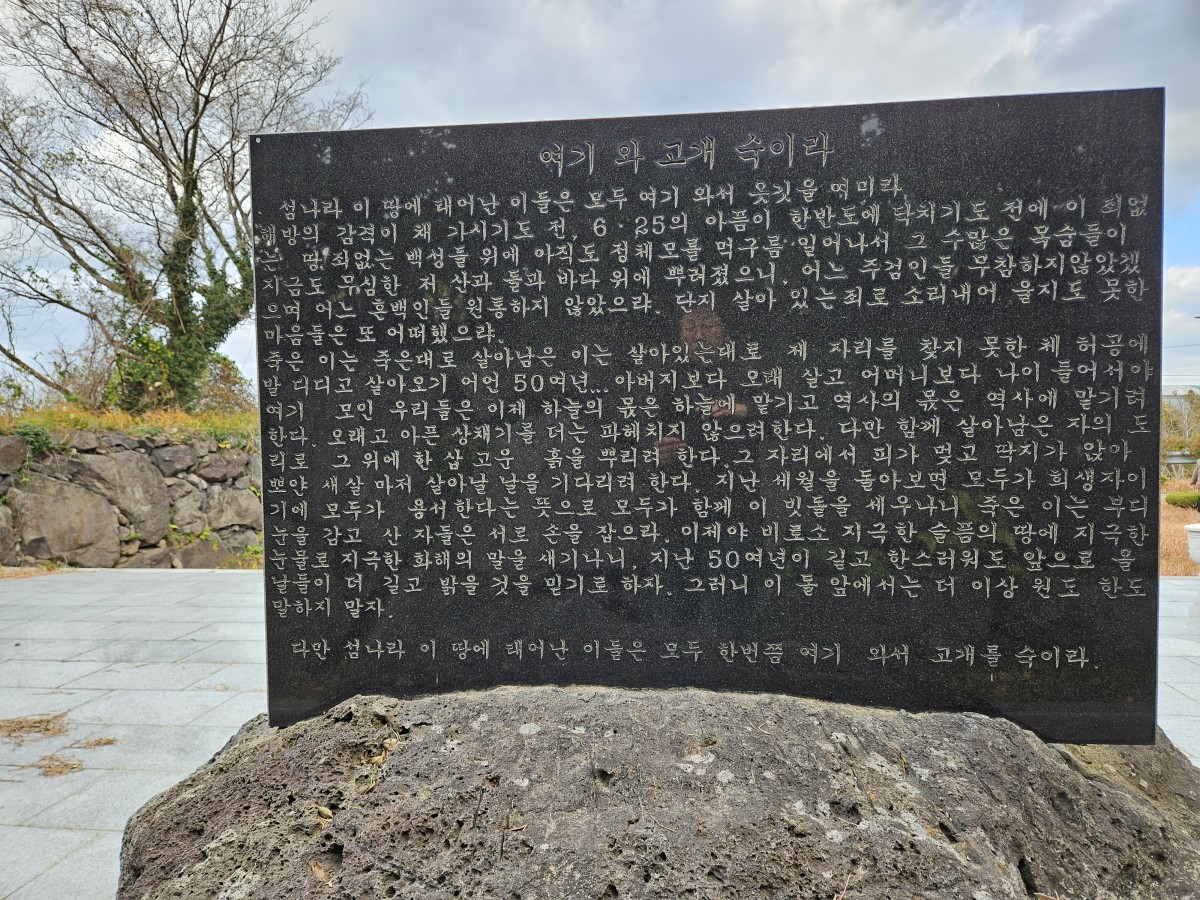 여기 와 고개 숙이라
섬나라 이 땅에 태어난 이들은 모두 여기 와서 옷깃을 여미라
해방의 감격이 채 가시기도 전, 6·25의 아픔이 한반도에 닥치기도 전에 이 죄없
는 땅, 죄없는 백성들 위에 아직도 정체모를 먹구름 일어나서 그 수많은 목숨들이
지금도 무심한 저 산과 들과 바다 위에 뿌려졌으니, 어느 주검인들 무참하지않았겠
으며 어느 혼백인들 원통하지 않았으랴. 단지 살아 있는죄로 소리내어 울지도 못한
마음들은 또 어떠했으랴.
죽은 이는 죽은대로 살아남은 이는 살아있는대로 제 자리를 찾지 못한 체 허공에
발 디디고 살아오기 어언 50여년... 아버지보다 오래 살고 어머니보다 나이 들어서야
여기 모인 우리들은 이제 하늘의 몫은 하늘에 맡기고 역사의 몫은 역사에 맡기려
한다. 오래고 아픈 상채기를 더는 파헤치지 않으려한다. 다만 함께 살아남은 자의 도
리로 그 위에 한 삽 고운 흙을 뿌리려 한다. 그 자리에서 피가 멎고 딱지가 앉아
뽀얀 새살 마저 살아날 날을 기다리려 한다. 지난 세월을 돌아보면 모두가 희생자이
기에 모두가 용서한다는 뜻으로 모두가 함께 이 빗돌을 세우나니 죽은 이는 부디
눈을 감고 산 자들은 서로 손을 잡으라. 이제야 비로소 지극한 슬픔의 땅에 지극한
눈물로 지극한 화해의 말을 새기나니, 지난 50여년이 길고 한스러워도 앞으로 올
날들이 더 길고 밝을 것을 믿기로 하자. 그러니 이 돌 앞에서는 더 이상 원도 한도
말하지 말자.
다만 섬나라 이 땅에 태어난 이들은 모두 한번쯤 여기 와서 고개를 숙이라.